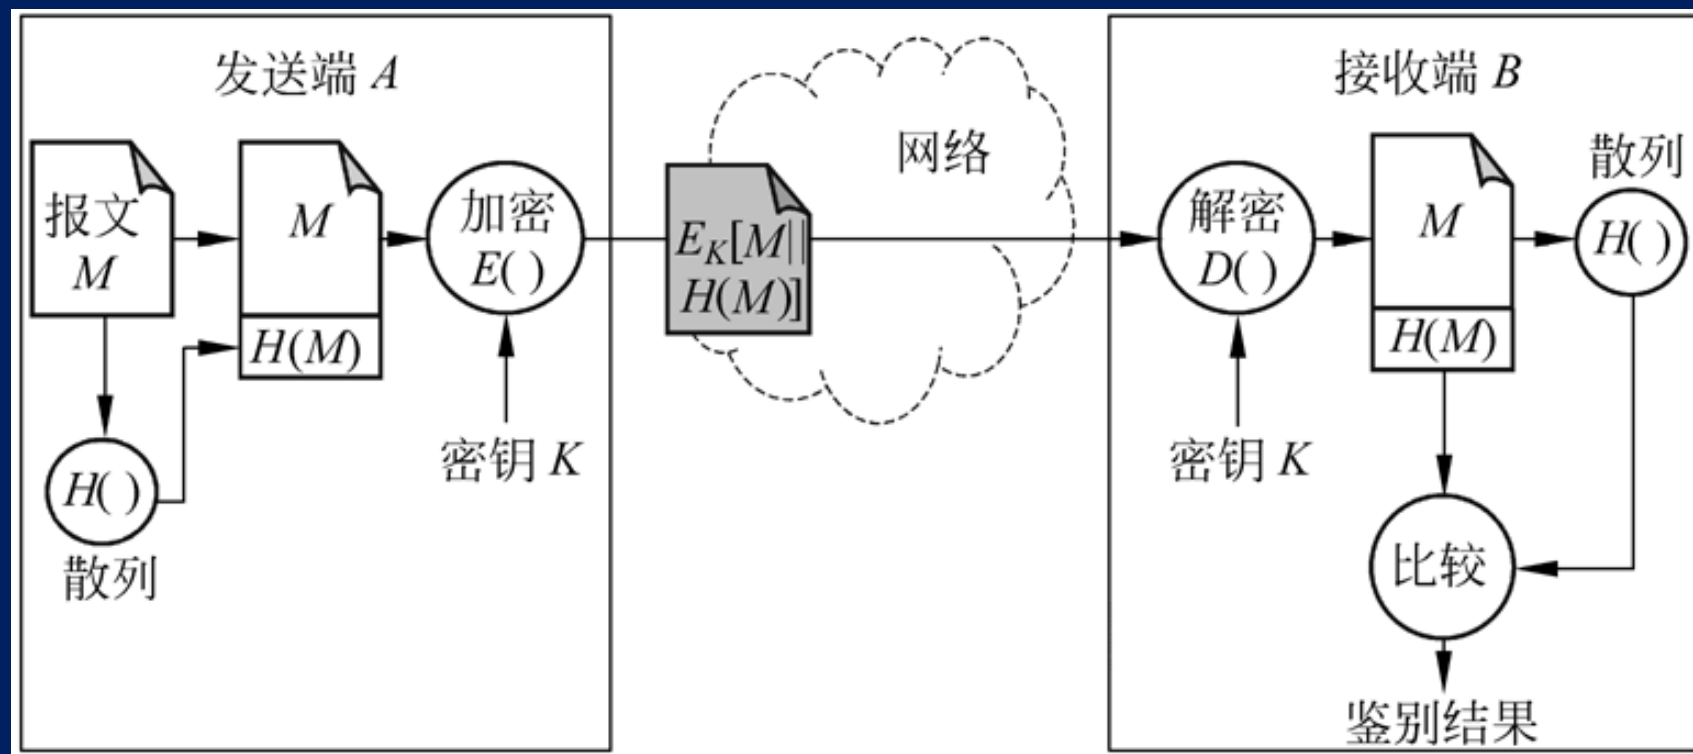 发送端 A
报文
M
M
H(M)
加密
E( )
密钥 K
H( )
散列
网络
E_K[M||
H(M)]
接收端 B
解密
D( )
密钥 K
M
H(M)
散列
H( )
比较
鉴别结果